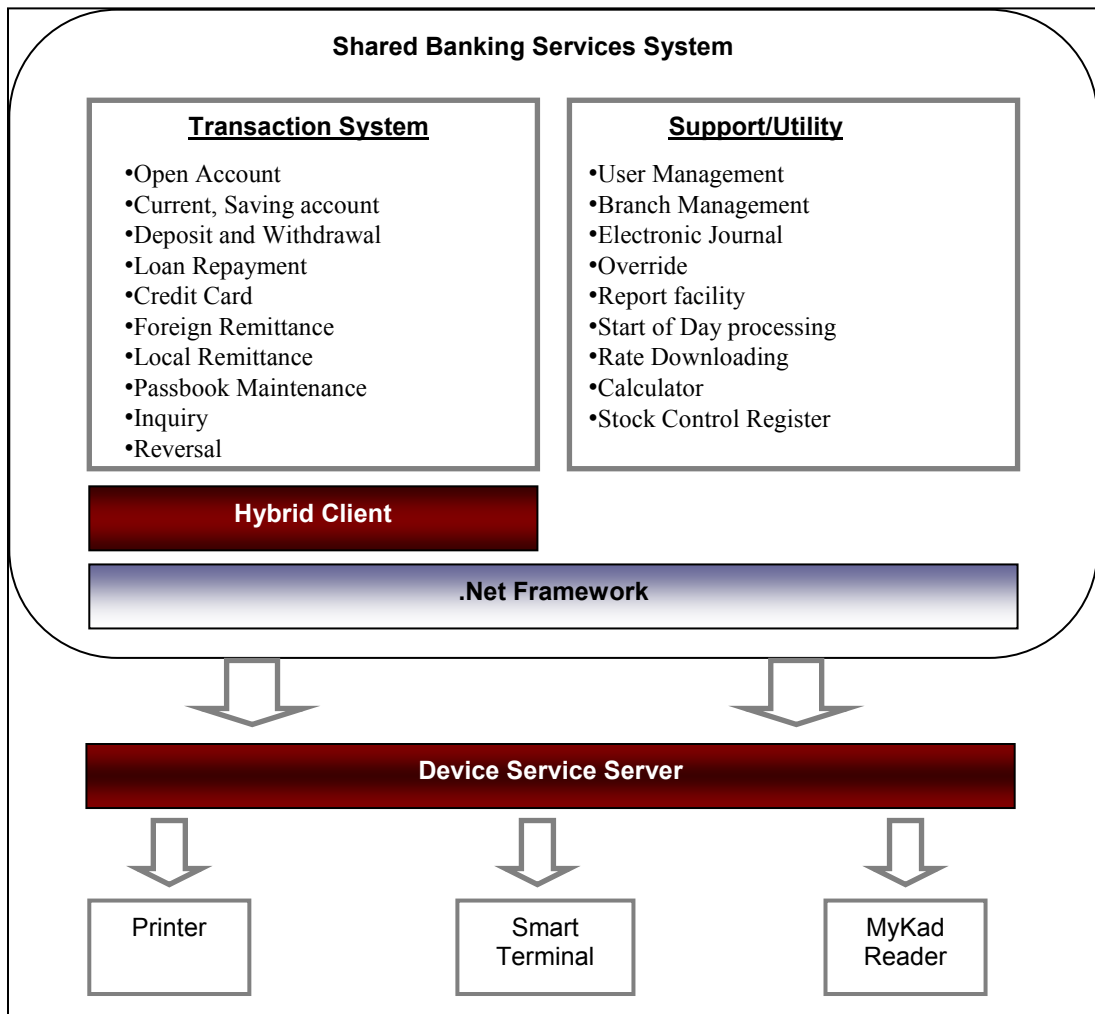 Shared Banking Services System
Transaction System
•Open Account
•Current, Saving account
•Deposit and Withdrawal
•Loan Repayment
•Credit Card
•Foreign Remittance
•Local Remittance
•Passbook Maintenance
•Inquiry
•Reversal
Support/Utility
•User Management
•Branch Management
•Electronic Journal
•Override
•Report facility
•Start of Day processing
•Rate Downloading
•Calculator
•Stock Control Register
Hybrid Client
.Net Framework
Device Service Server
Printer
Smart
Terminal
MyKad
Reader